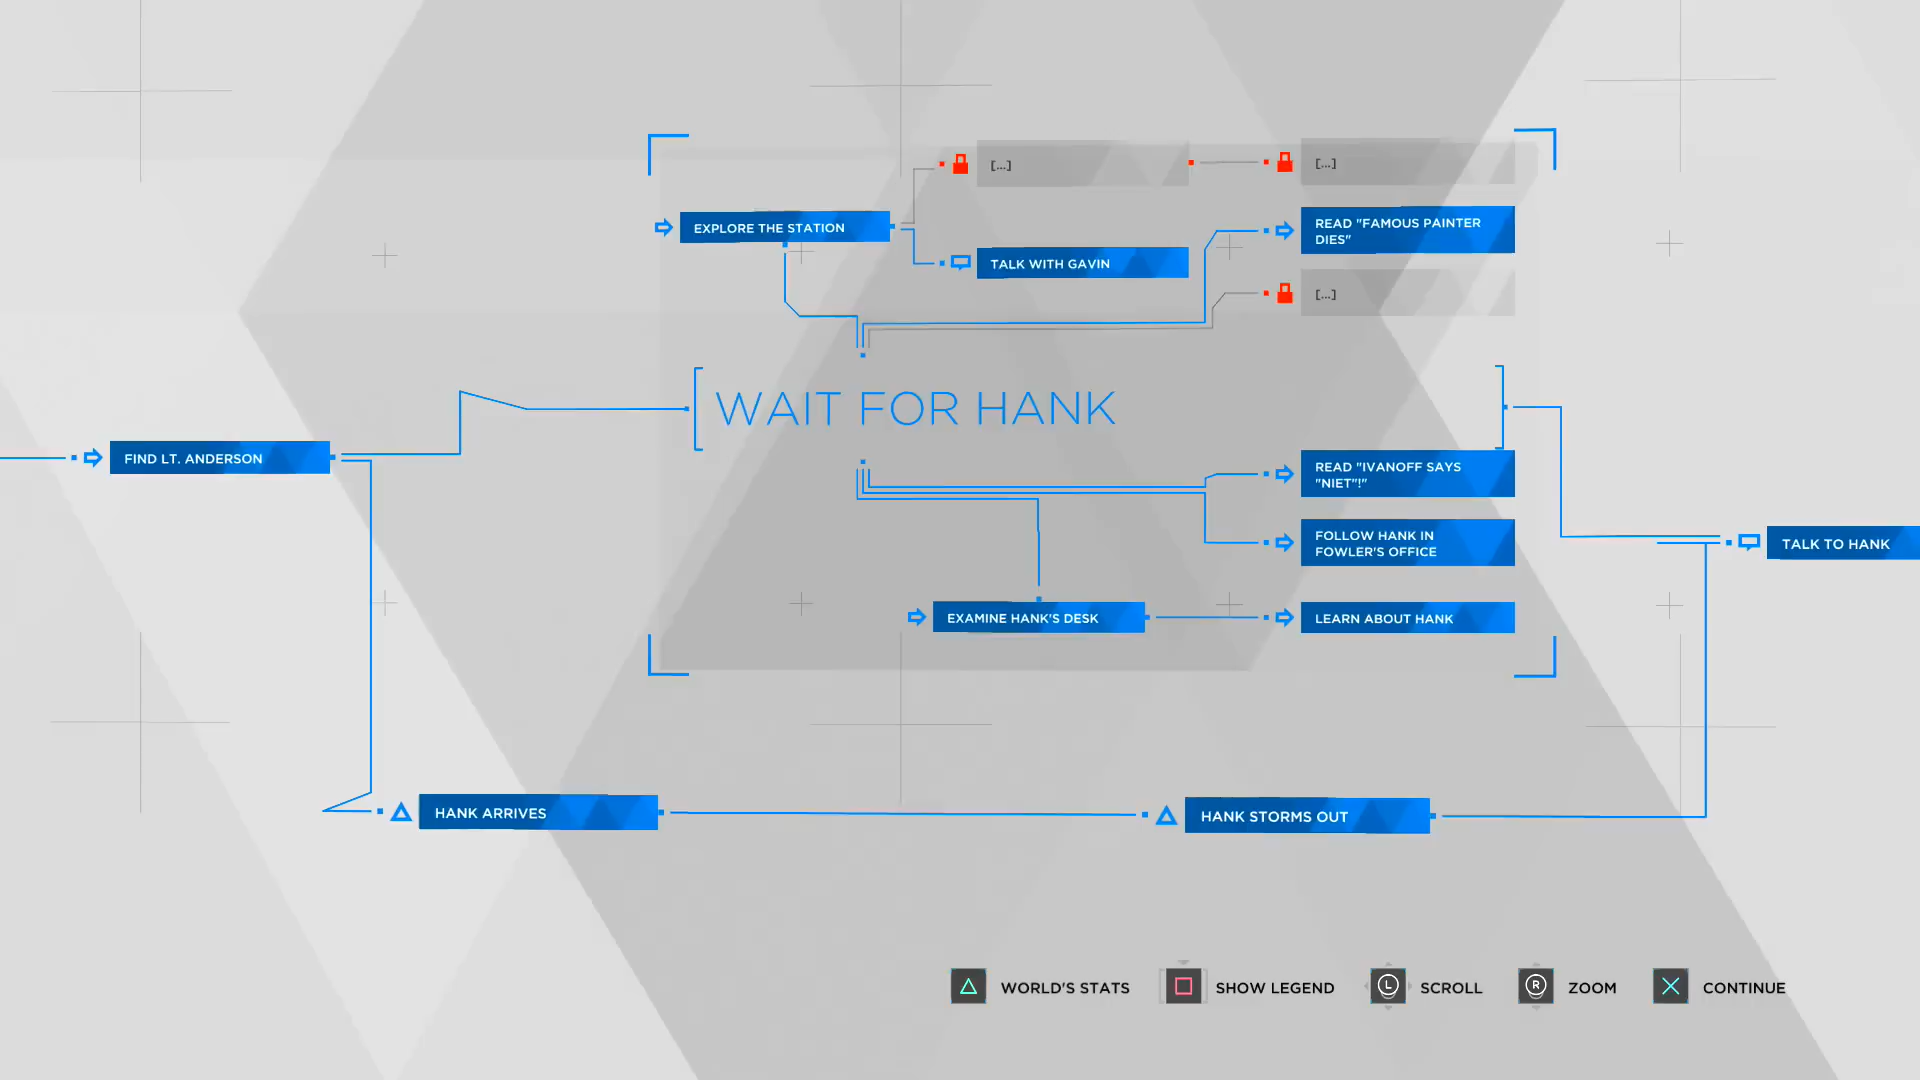 [...]
[...]
EXPLORE THE STATION
READ "FAMOUS PAINTER
DIES"
TALK WITH GAVIN
[...]
WAIT FOR HANK
FIND LT. ANDERSON
READ "IVANOFF SAYS
"NIET"!"
FOLLOW HANK IN
FOWLER'S OFFICE
TALK TO HANK
EXAMINE HANK'S DESK
LEARN ABOUT HANK
HANK ARRIVES
HANK STORMS OUT
WORLD'S STATS
SHOW LEGEND
L
SCROLL
R
ZOOM
CONTINUE